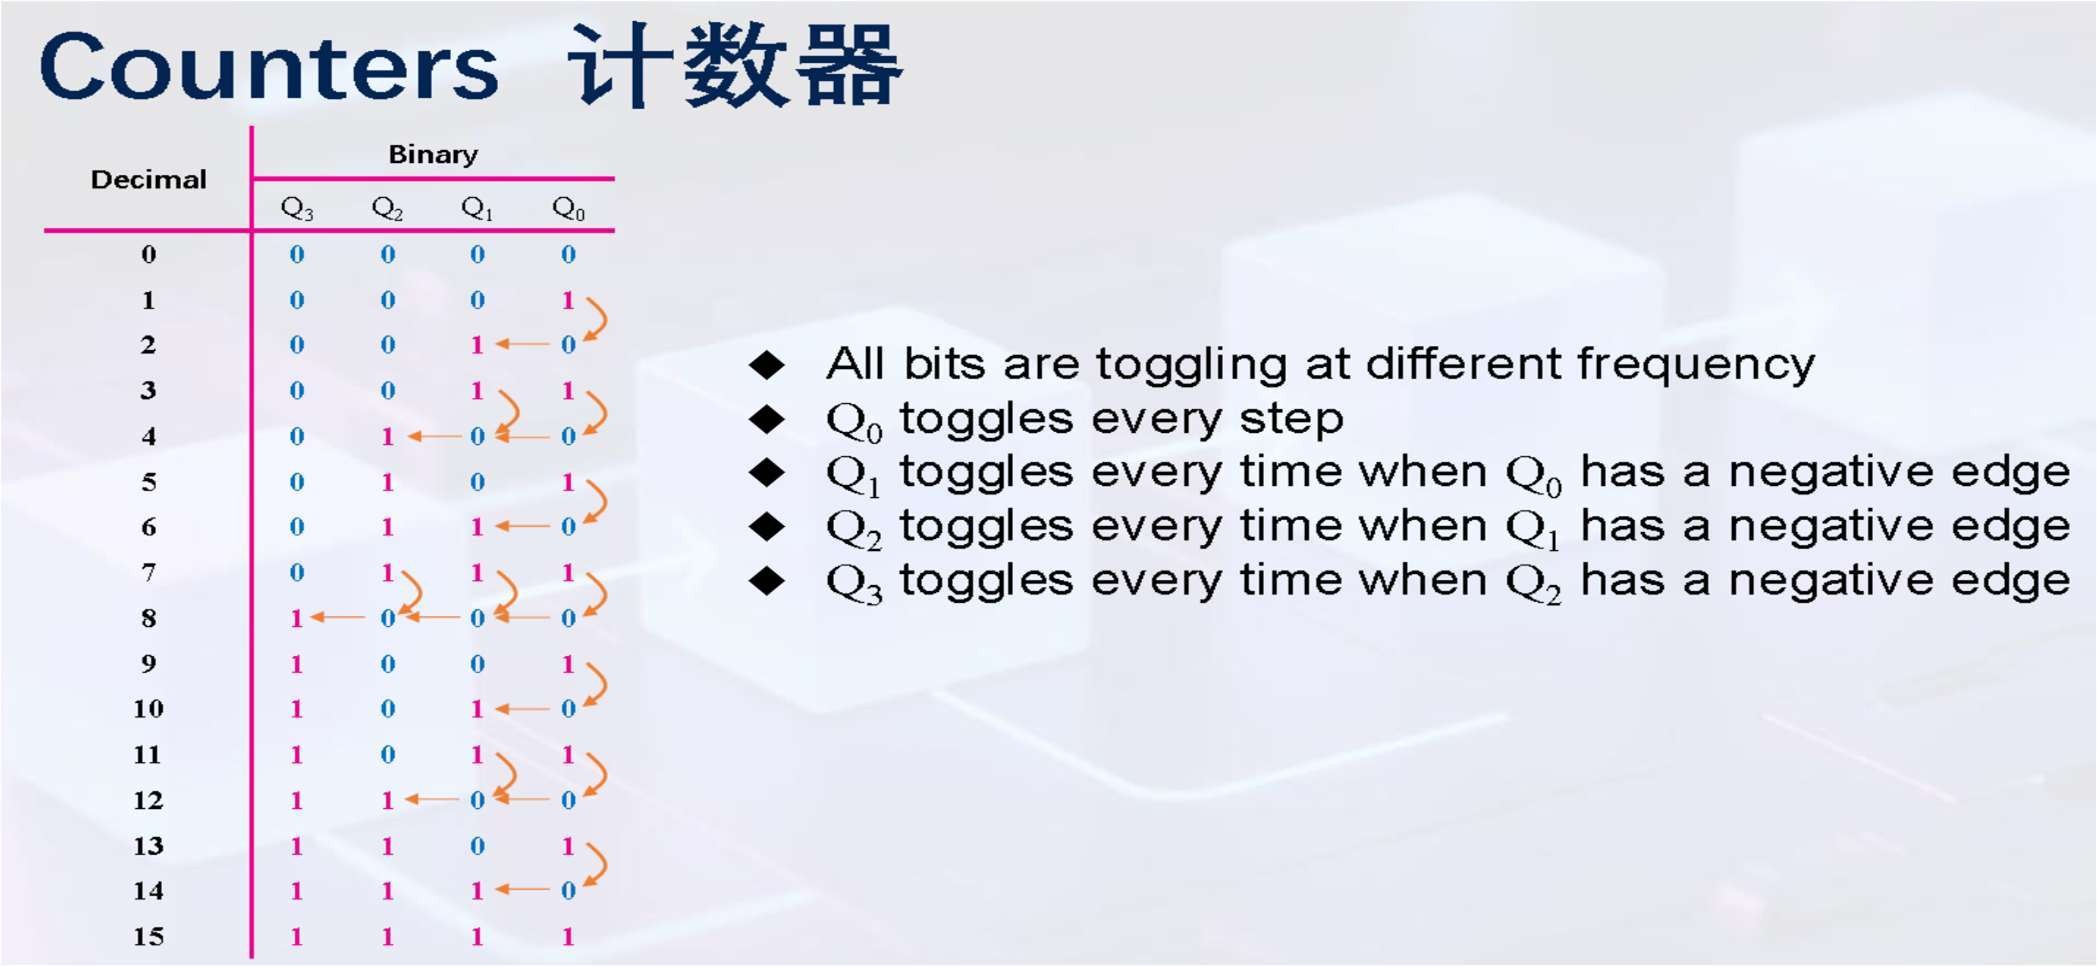 Counters 计数器
Decimal Binary
Q₃ Q₂ Q₁ Q₀
0 0 0 0 0
1 0 0 0 1
2 0 0 1 0
3 0 0 1 1
4 0 1 0 0
5 0 1 0 1
6 0 1 1 0
7 0 1 1 1
8 1 0 0 0
9 1 0 0 1
10 1 0 1 0
11 1 0 1 1
12 1 1 0 0
13 1 1 0 1
14 1 1 1 0
15 1 1 1 1
◆ All bits are toggling at different frequency
◆ Q₀ toggles every step
◆ Q₁ toggles every time when Q₀ has a negative edge
◆ Q₂ toggles every time when Q₁ has a negative edge
◆ Q₃ toggles every time when Q₂ has a negative edge